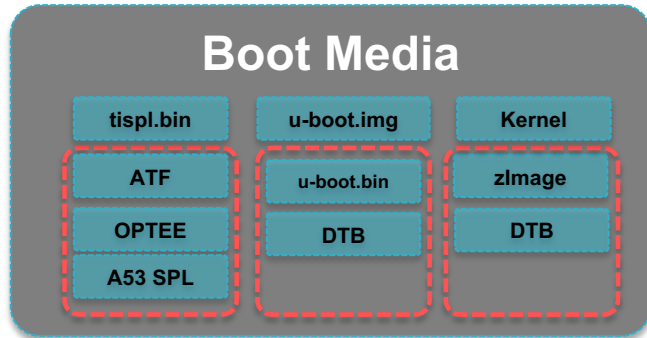 Boot Media
tispl.bin
u-boot.img
Kernel
ATF
u-boot.bin
zImage
OPTEE
DTB
DTB
A53 SPL